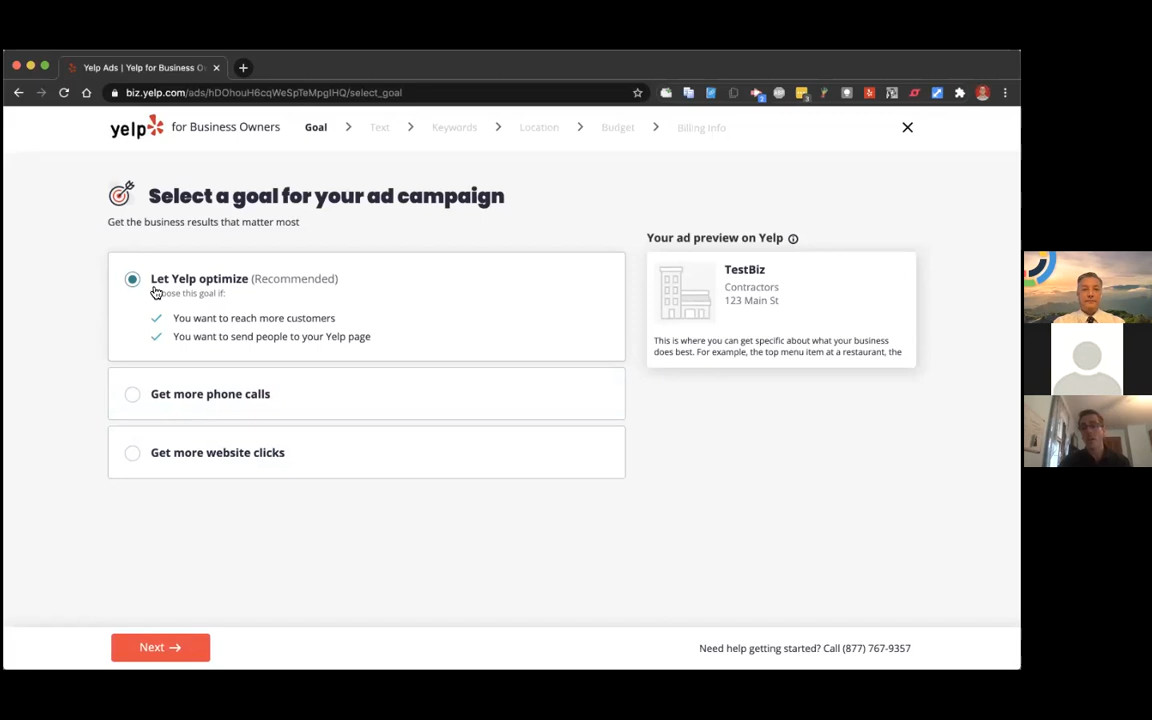 Yelp Ads | Yelp for Business O
biz.yelp.com/ads/hDOhouH6cqWeSpTeMpgIHQ/select_goal
yelp for Business Owners
Goal
Text
Keywords
Location
Budget
Billing Info
Select a goal for your ad campaign
Get the business results that matter most
Let Yelp optimize (Recommended)
this goal if:
You want to reach more customers
You want to send people to your Yelp page
Get more phone calls
Get more website clicks
Your ad preview on Yelp
TestBiz
Contractors
123 Main St
This is where you can get specific about what your business
does best. For example, the top menu item at a restaurant, the
Next
Need help getting started? Call (877) 767-9357